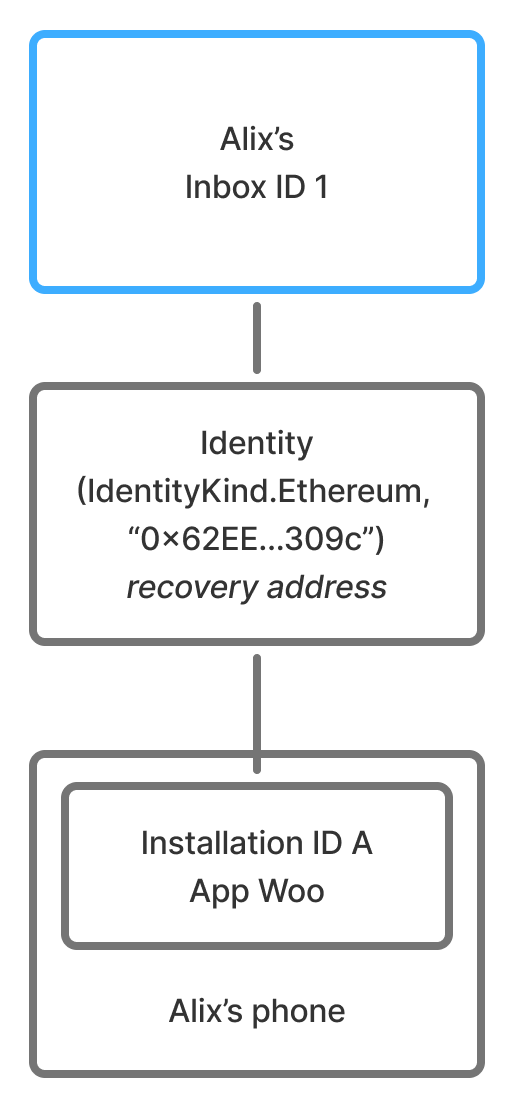 Alix’s
Inbox ID 1
Identity
(IdentityKind.Ethereum,
“0×62EE...309c”)
recovery address
Installation ID A
App Woo
Alix’s phone